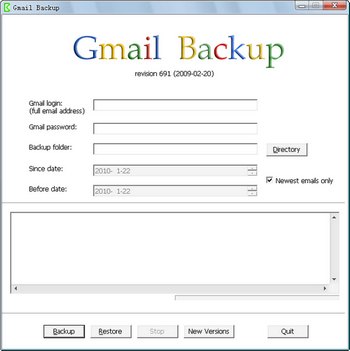 Gmail Backup
Gmail Backup
revision 691 (2009-02-20)
Gmail login:
(full email address)
Gmail password:
Backup folder:
Directory
Since date:
2010- 1-22
Newest emails only
Before date:
2010- 1-22
Backup Restore Stop New Versions Quit